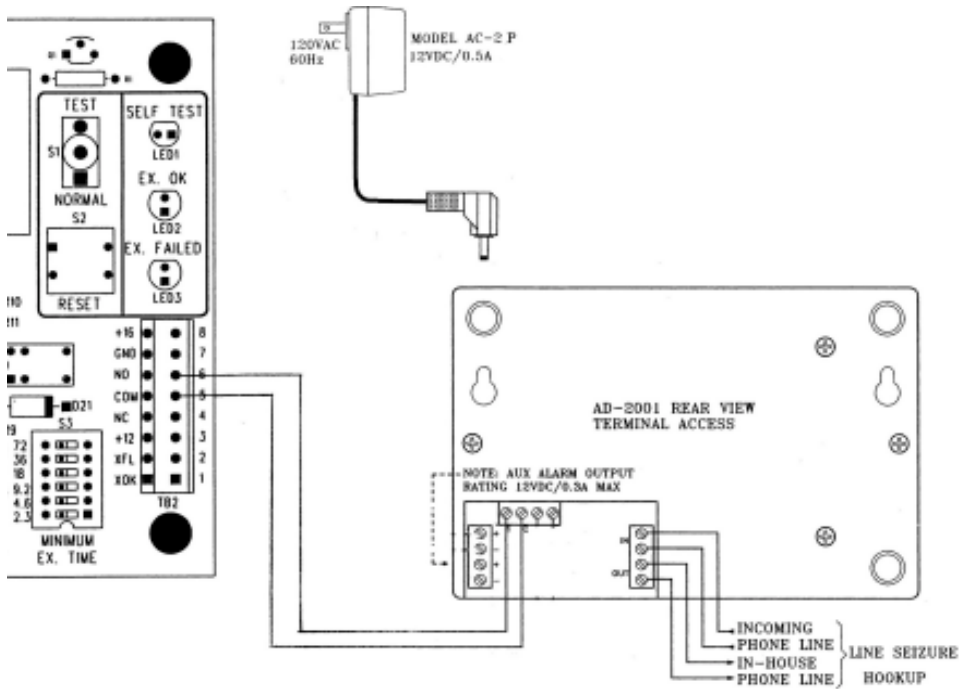 120VAC
60Hz
MODEL AC-2 P
12VDC/0.5A
TEST
SELF TEST
S1
LED1
EX. OK
NORMAL
S2
LED2
EX. FAILED
RESET
LED3
+16 8
GND 7
NO 6
COM 5
NC 4
+12 3
XFL 2
XOK 1
TB2
D21
S3
72
36
18
9.2
4.6
2.3
MINIMUM
EX. TIME
AD-2001 REAR VIEW
TERMINAL ACCESS
NOTE: AUX ALARM OUTPUT
RATING 12VDC/0.3A MAX
+
-
+
-
IN
OUT
INCOMING
PHONE LINE
IN-HOUSE
PHONE LINE
LINE SEIZURE
HOOKUP